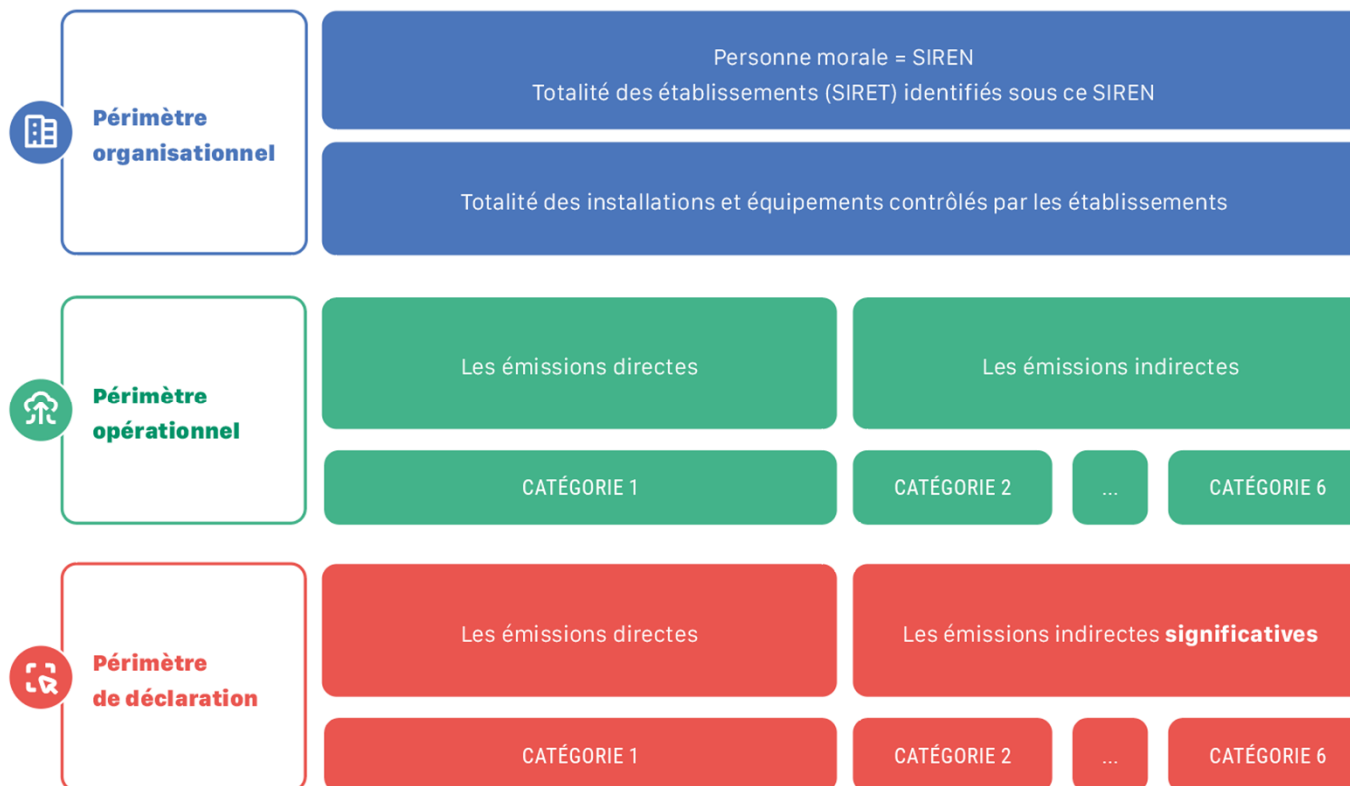 Périmètre
organisationnel
Personne morale = SIREN
Totalité des établissements (SIRET) identifiés sous ce SIREN
Totalité des installations et équipements contrôlés par les établissements
Périmètre
opérationnel
Les émissions directes
Les émissions indirectes
CATÉGORIE 1
CATÉGORIE 2
...
CATÉGORIE 6
Périmètre
de déclaration
Les émissions directes
Les émissions indirectes significatives
CATÉGORIE 1
CATÉGORIE 2
...
CATÉGORIE 6